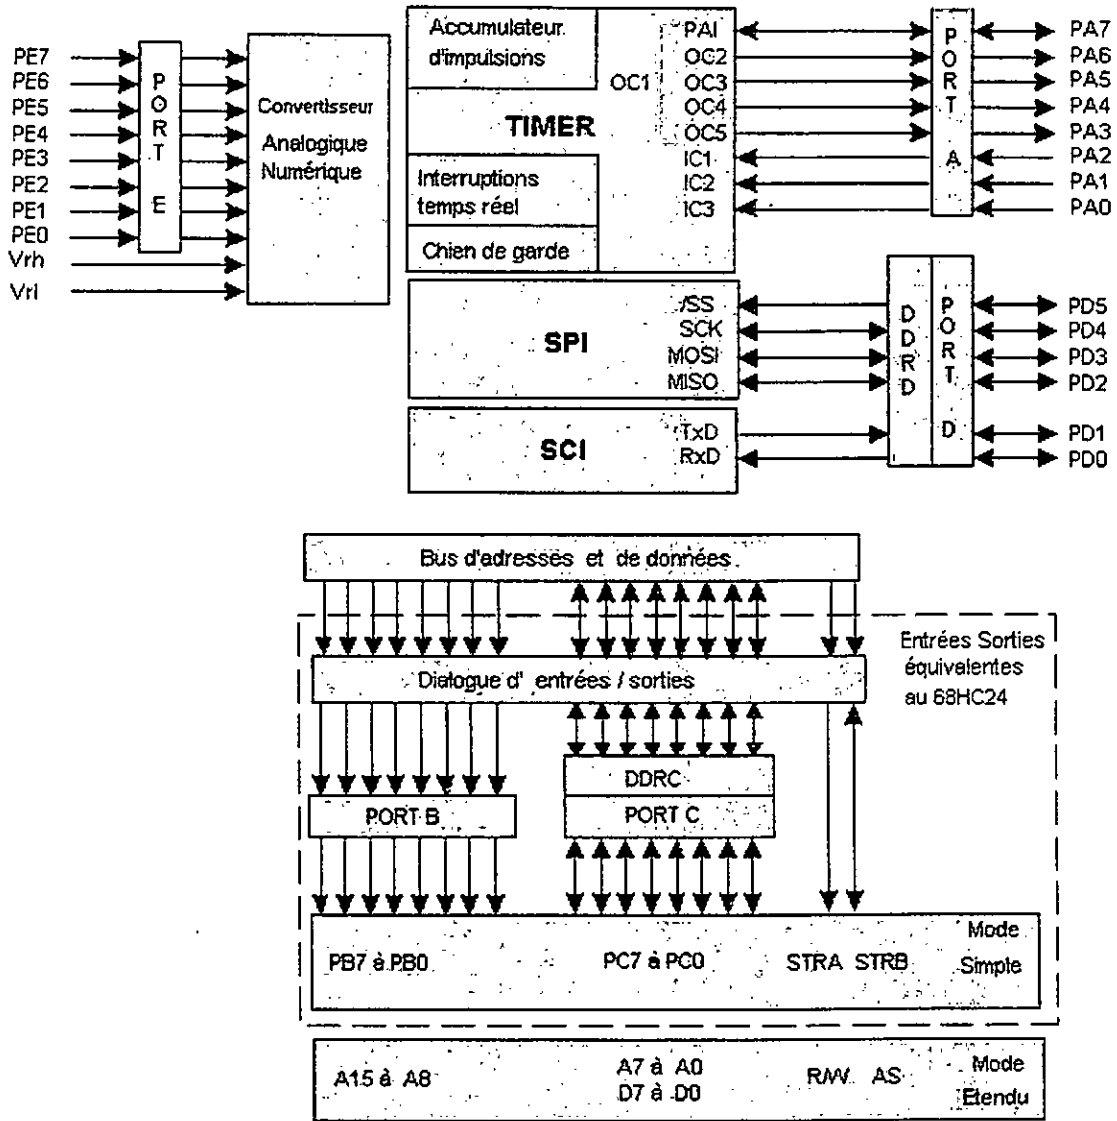 PE7
PE6
PE5
PE4
PE3
PE2
PE1
PE0
Vrh
Vrl
PORT E
Convertisseur
Analogique
Numérique
Accumulateur
d'impulsions
TIMER
Interruptions
temps réel
Chien de garde
OC1
PAI
OC2
OC3
OC4
OC5
IC1
IC2
IC3
PORT A
PA7
PA6
PA5
PA4
PA3
PA2
PA1
PA0
SPI
/SS
SCK
MOSI
MISO
SCI
TxD
RxD
DDRD
PORT D
PD5
PD4
PD3
PD2
PD1
PD0
Bus d'adresses et de données
Entrées Sorties
équivalentes
au 68HC24
Dialogue d' entrées / sorties
DDRC
PORT B
PORT C
PB7 à PB0
PC7 à PC0
STRA STRB
Mode
Simple
A15 à A8
A7 à A0
D7 à D0
R/W AS
Mode
Etendu